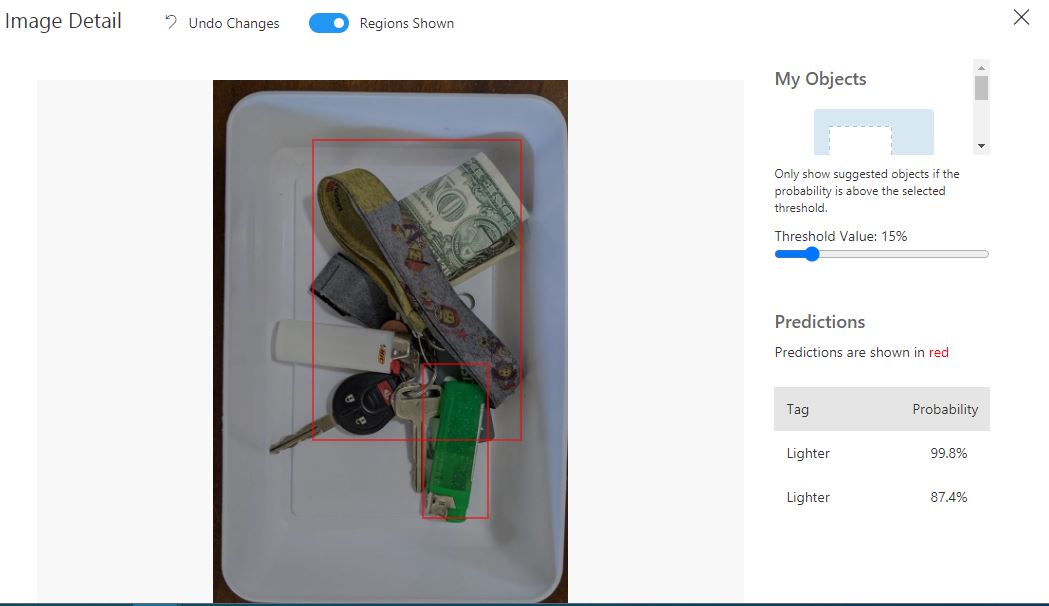 Image Detail
Undo Changes
Regions Shown
My Objects
Only show suggested objects if the
probability is above the selected
threshold.
Threshold Value: 15%
Predictions
Predictions are shown in red
Tag Probability
Lighter 99.8%
Lighter 87.4%
BIC